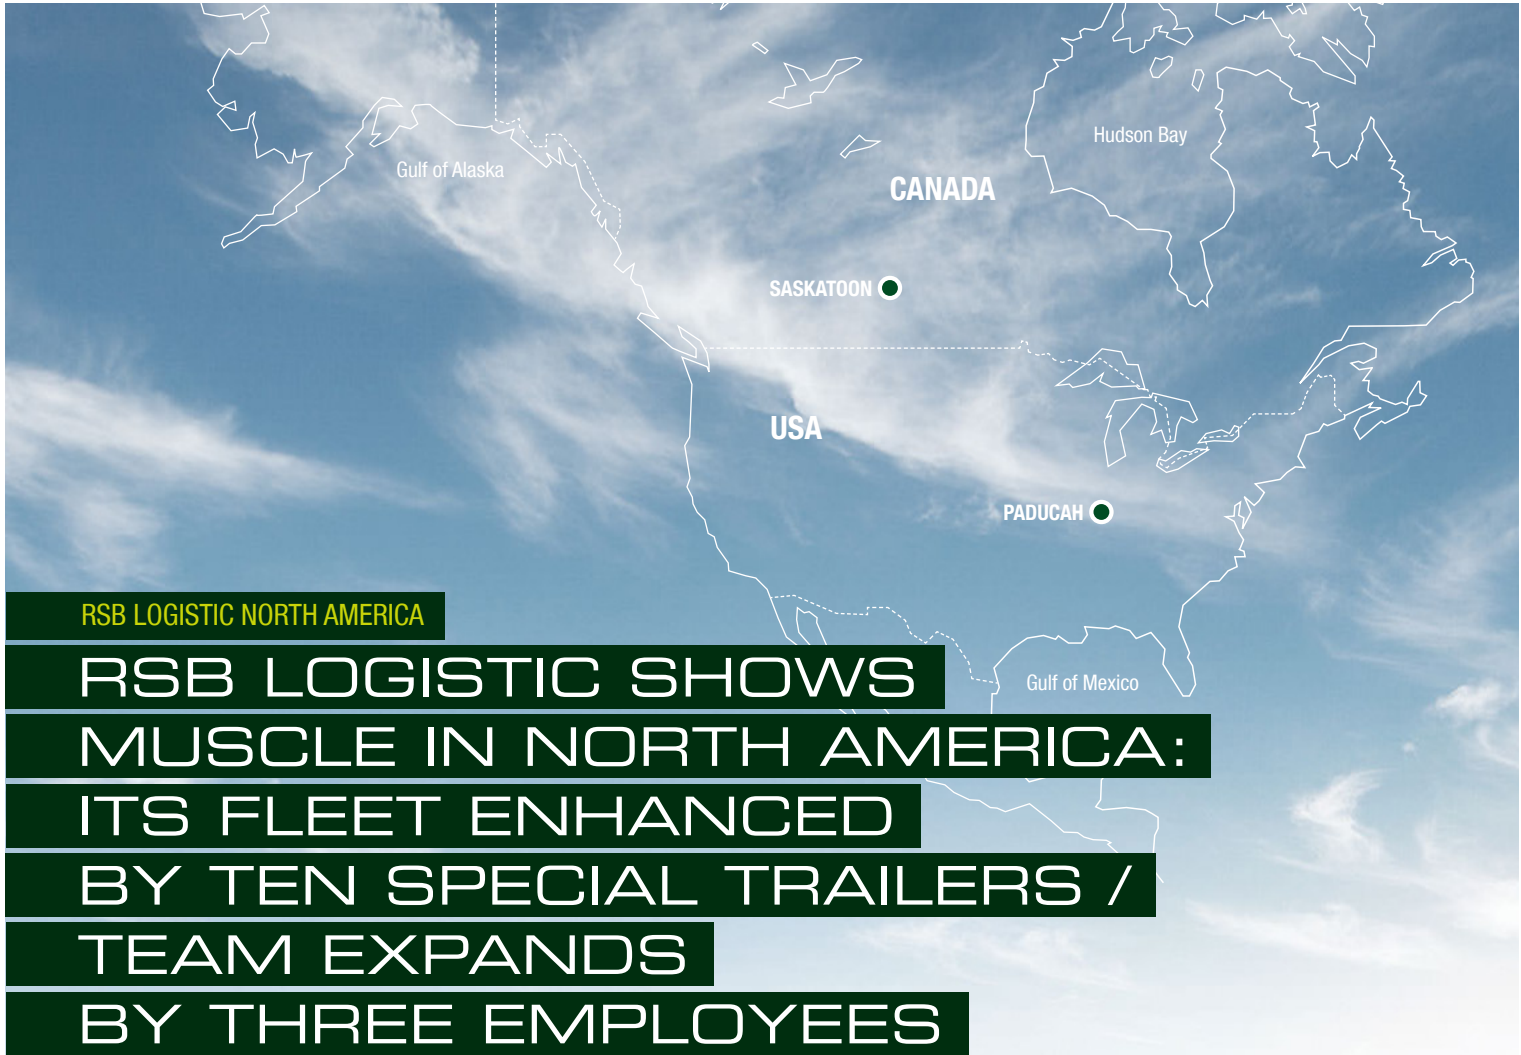 Hudson Bay
Gulf of Alaska
CANADA
SASKATOON
USA
PADUCAH
RSB LOGISTIC NORTH AMERICA
RSB LOGISTIC SHOWS
Gulf of Mexico
MUSCLE IN NORTH AMERICA:
ITS FLEET ENHANCED
BY TEN SPECIAL TRAILERS /
TEAM EXPANDS
BY THREE EMPLOYEES